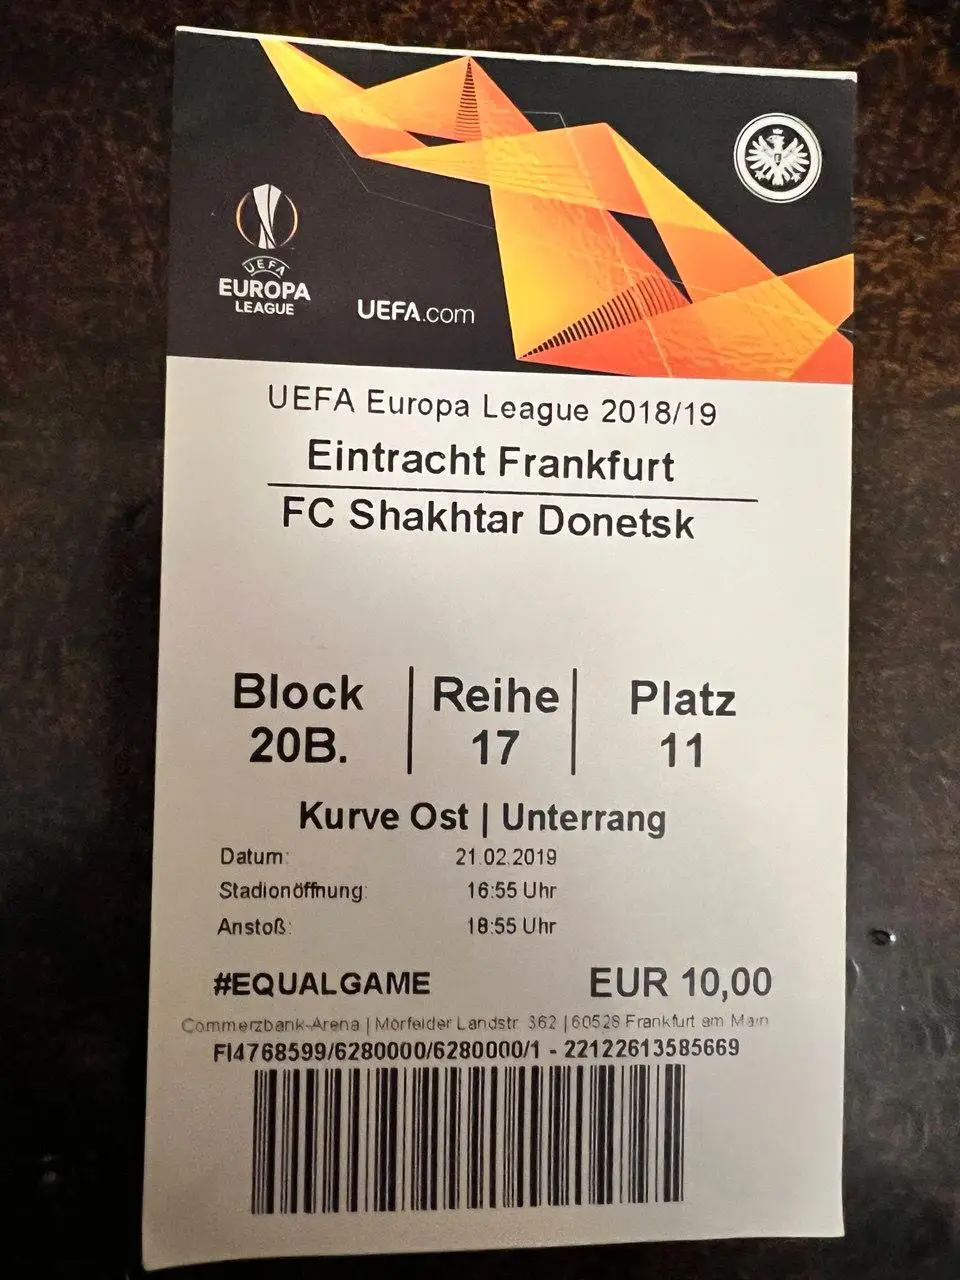 UEFA
EUROPA
LEAGUE
UEFA.com
UEFA Europa League 2018/19
Eintracht Frankfurt
FC Shakhtar Donetsk
Block | Reihe | Platz
20B. | 17 | 11
Kurve Ost | Unterrang
Datum: 21.02.2019
Stadionöffnung: 16:55 Uhr
Anstoß: 18:55 Uhr
#EQUALGAME EUR 10,00
Commerzbank-Arena | Mörfelder Landstr. 362 | 60528 Frankfurt am Main
FI4768599/6280000/6280000/1 - 22122613585669